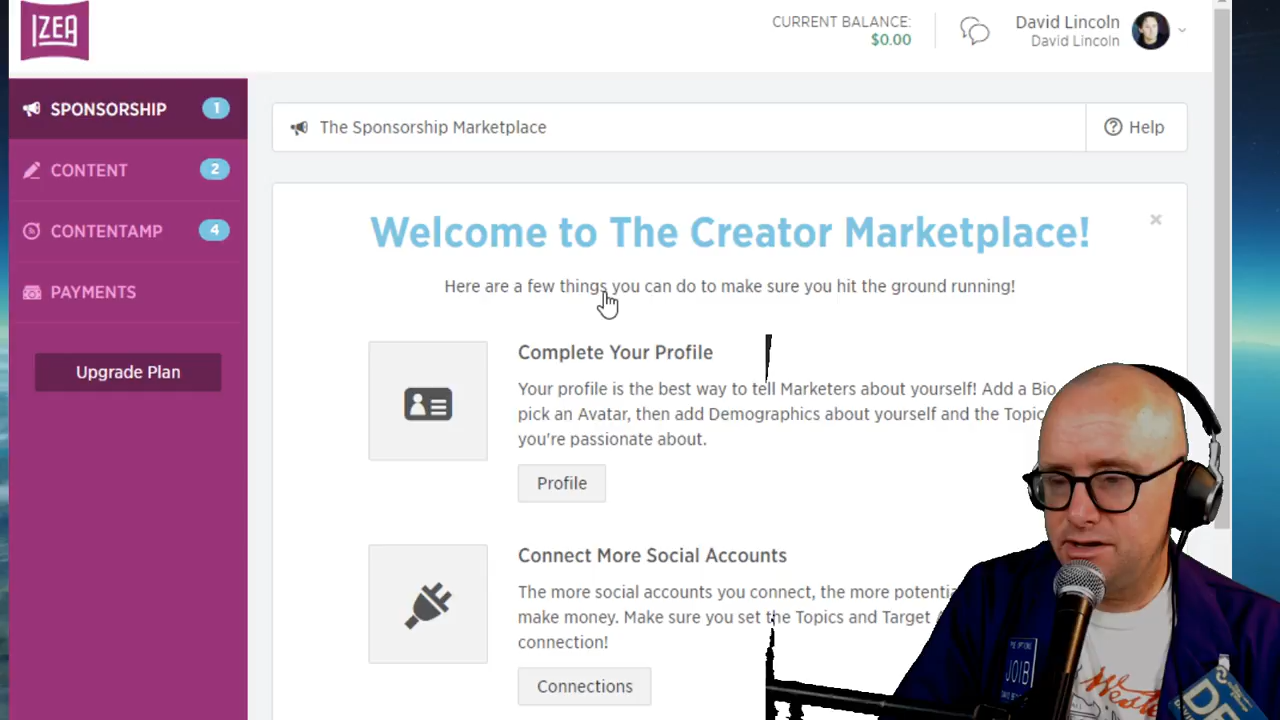 IZEA
CURRENT BALANCE:
$0.00
David Lincoln
David Lincoln
SPONSORSHIP 1
CONTENT 2
CONTENTAMP 4
PAYMENTS
Upgrade Plan
The Sponsorship Marketplace
Help
Welcome to The Creator Marketplace!
Here are a few things you can do to make sure you hit the ground running!
Complete Your Profile
Your profile is the best way to tell Marketers about yourself! Add a Bio
pick an Avatar, then add Demographics about yourself and the Topic
you're passionate about.
Profile
Connect More Social Accounts
The more social accounts you connect, the more potentia
make money. Make sure you set the Topics and Target
connection!
Connections
JOIB